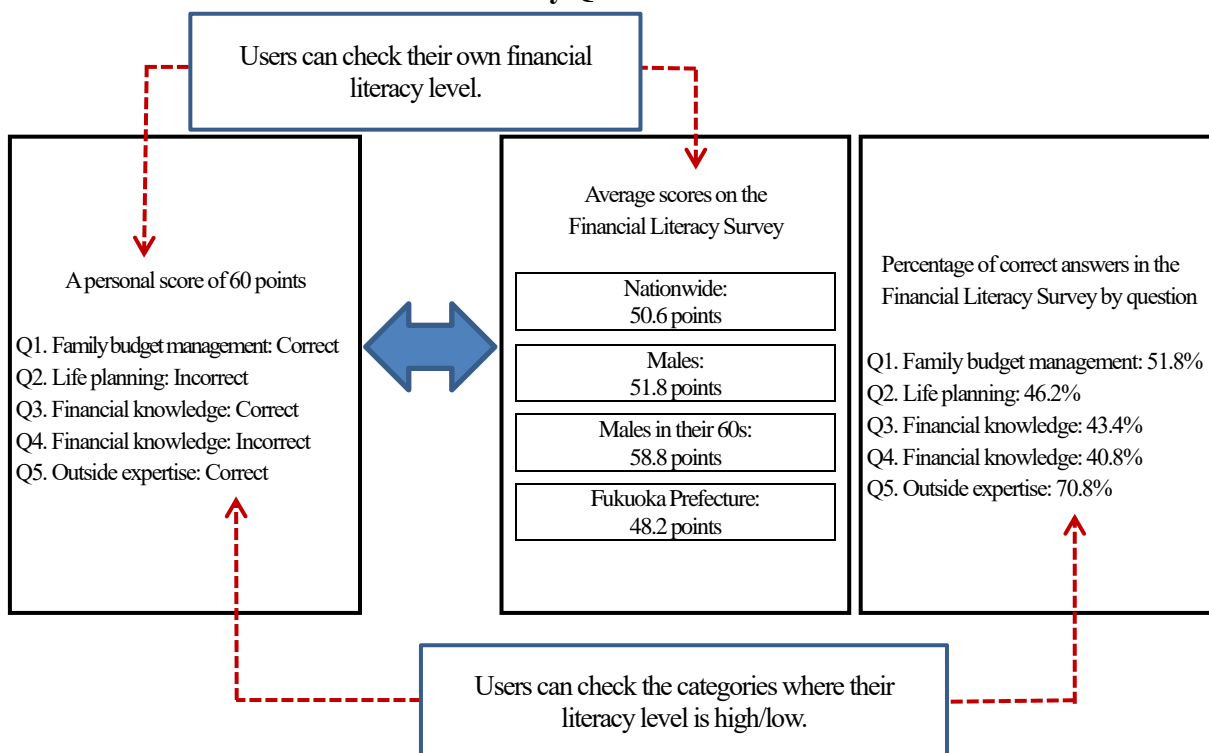 Users can check their own financial
literacy level.
A personal score of 60 points
Q1. Family budget management: Correct
Q2. Life planning: Incorrect
Q3. Financial knowledge: Correct
Q4. Financial knowledge: Incorrect
Q5. Outside expertise: Correct
Average scores on the
Financial Literacy Survey
Nationwide:
50.6 points
Males:
51.8 points
Males in their 60s:
58.8 points
Fukuoka Prefecture:
48.2 points
Percentage of correct answers in the
Financial Literacy Survey by question
Q1. Family budget management: 51.8%
Q2. Life planning: 46.2%
Q3. Financial knowledge: 43.4%
Q4. Financial knowledge: 40.8%
Q5. Outside expertise: 70.8%
Users can check the categories where their
literacy level is high/low.